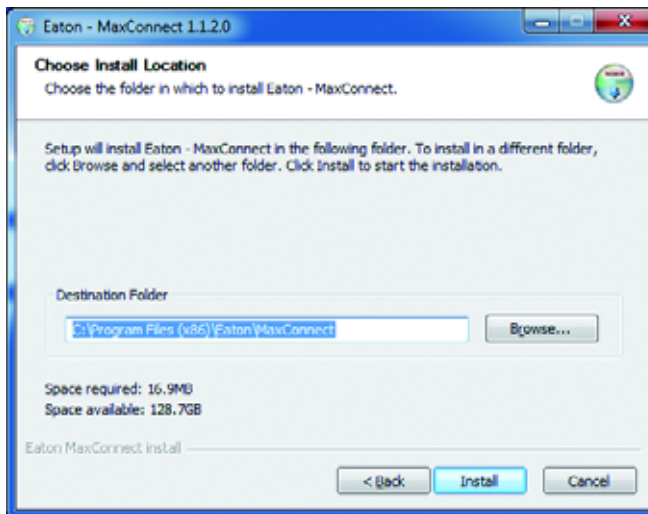 Eaton - MaxConnect 1.1.2.0
Choose Install Location
Choose the folder in which to install Eaton - MaxConnect.
Setup will install Eaton - MaxConnect in the following folder. To install in a different folder,
click Browse and select another folder. Click Install to start the installation.
Destination Folder
C:\Program Files (x86)\Eaton\MaxConnect
Browse...
Space required: 16.9MB
Space available: 128.7GB
Eaton MaxConnect install
< Back
Install
Cancel